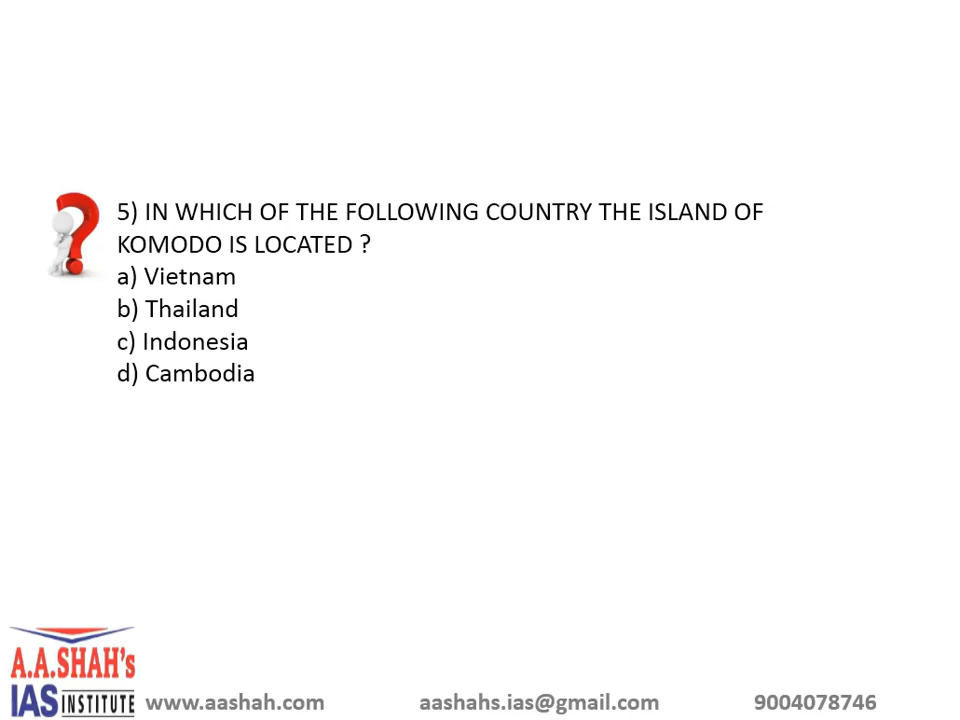 5) IN WHICH OF THE FOLLOWING COUNTRY THE ISLAND OF
KOMODO IS LOCATED ?
a) Vietnam
b) Thailand
c) Indonesia
d) Cambodia
A.A.SHAH's
IAS INSTITUTE
www.aashah.com aashahs.ias@gmail.com 9004078746